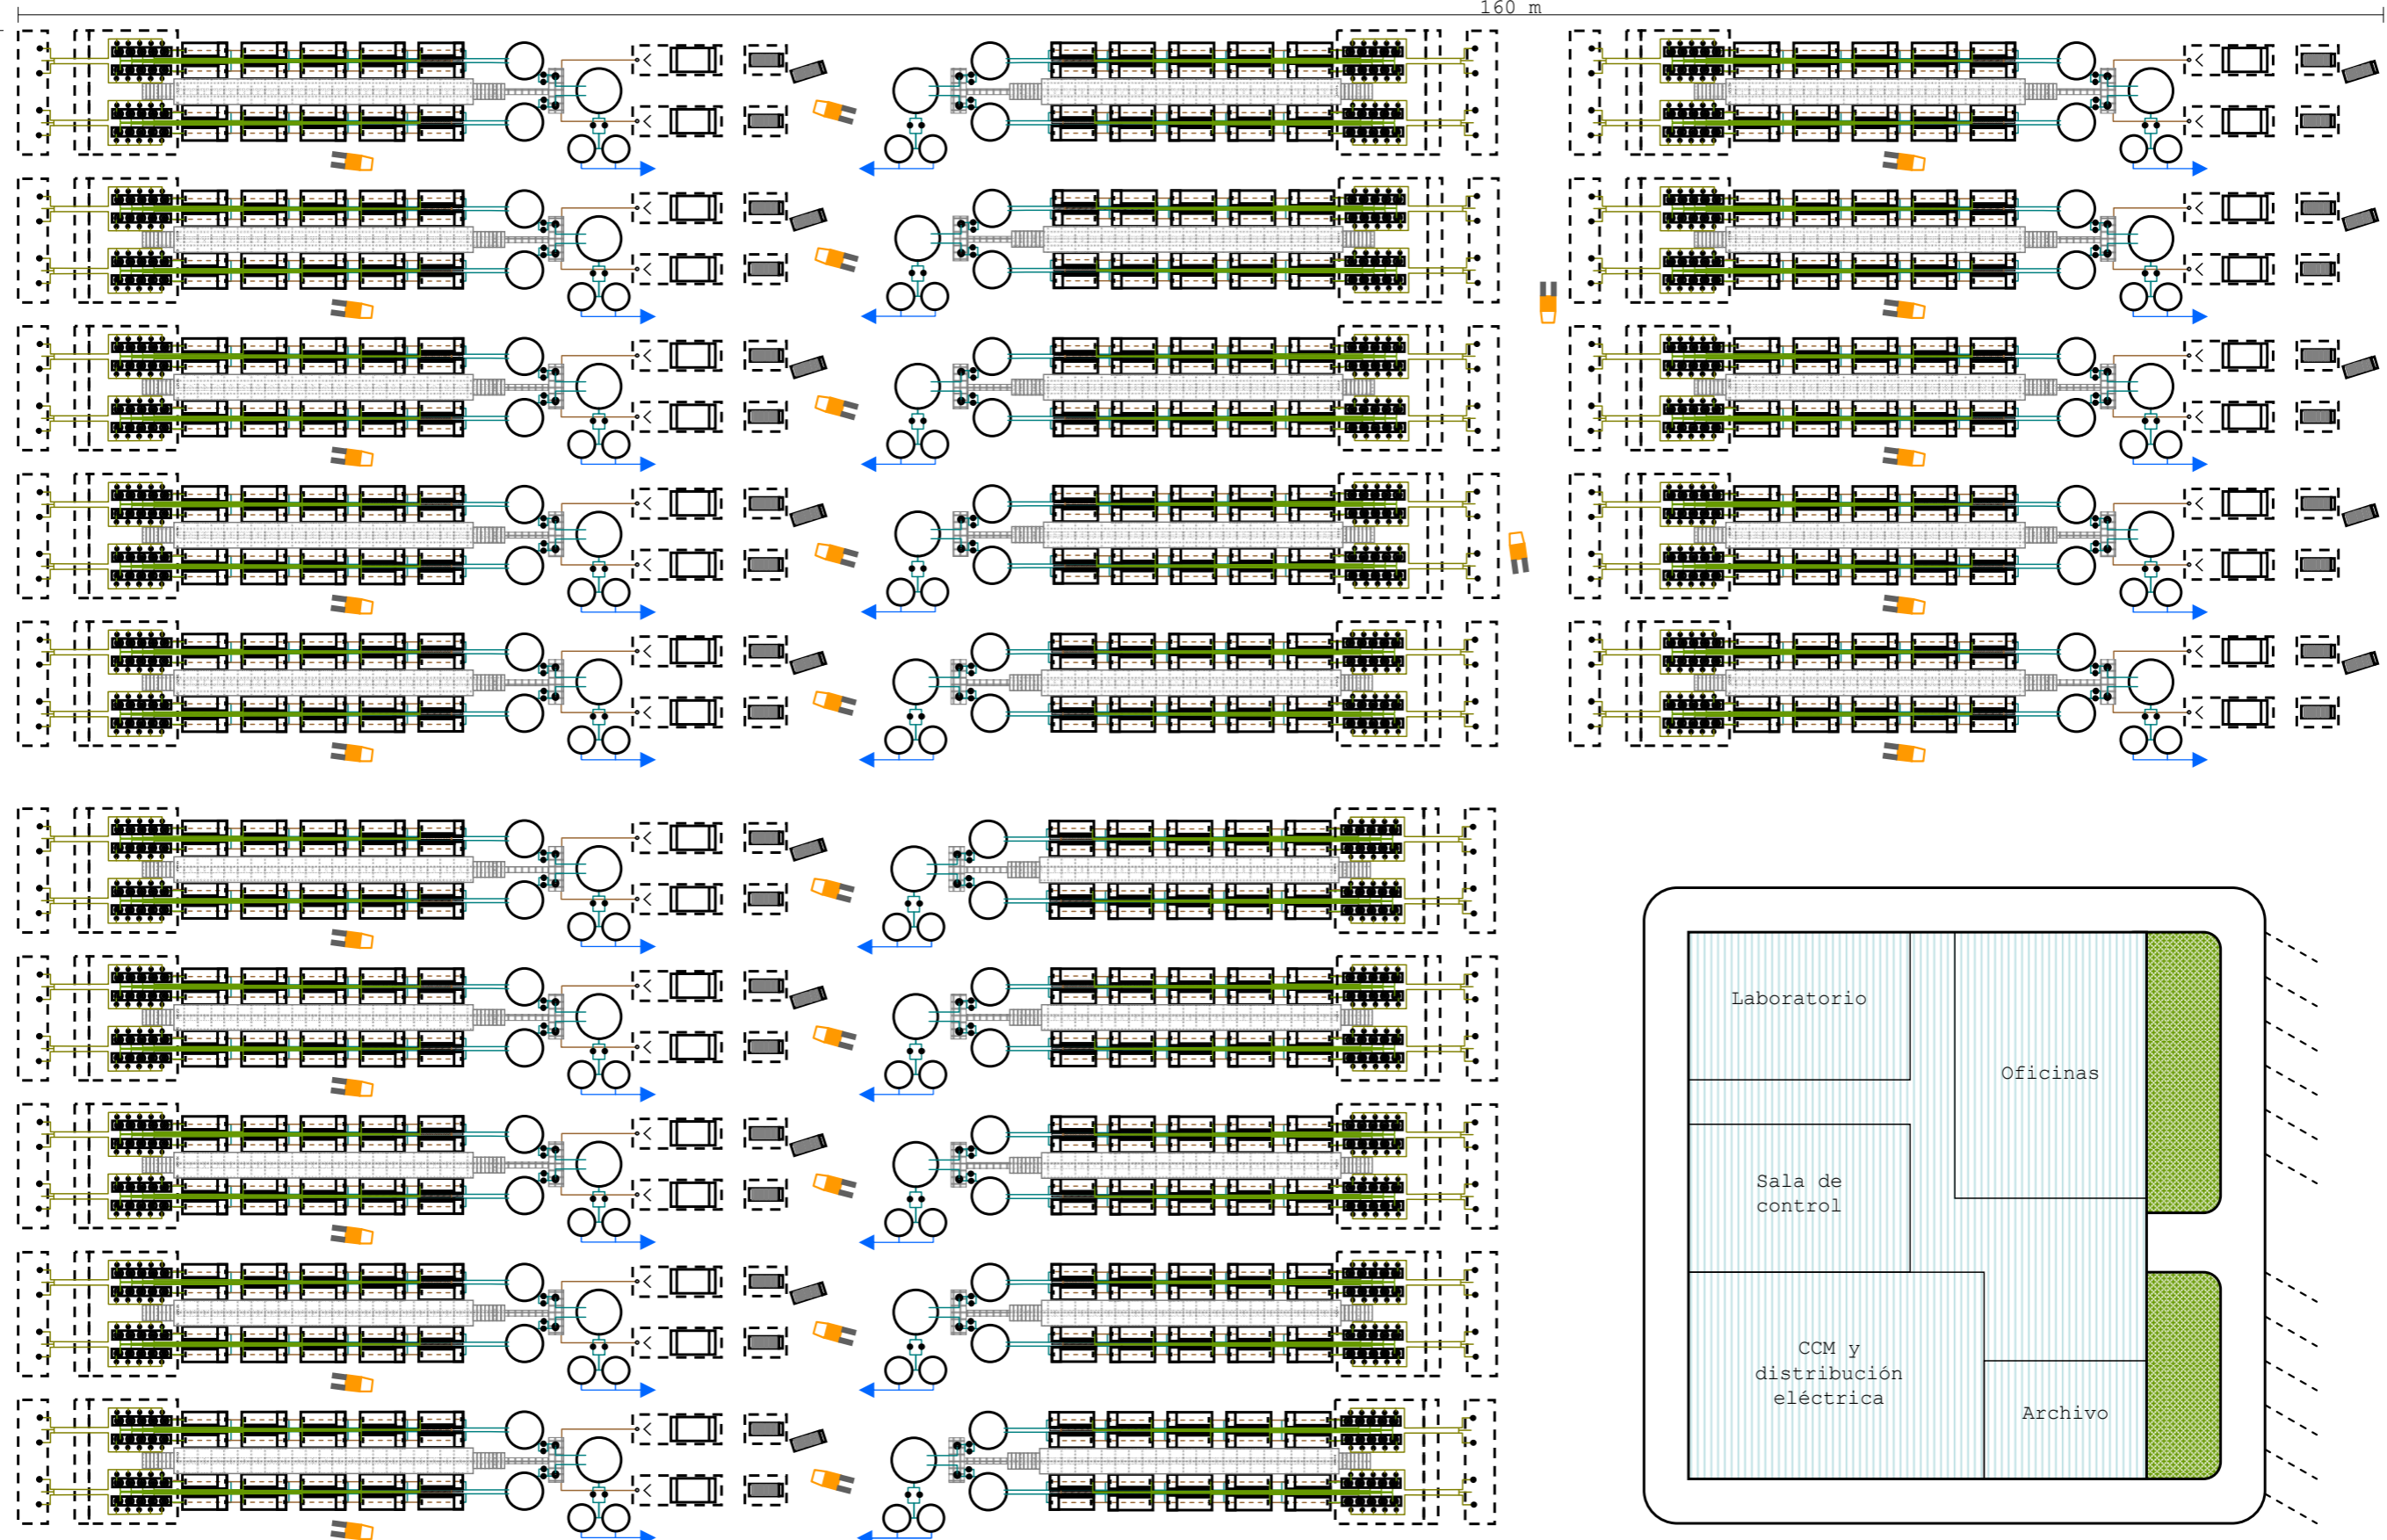 160 m
Laboratorio
Oficinas
Sala de
control
CCM y
distribución
eléctrica
Archivo